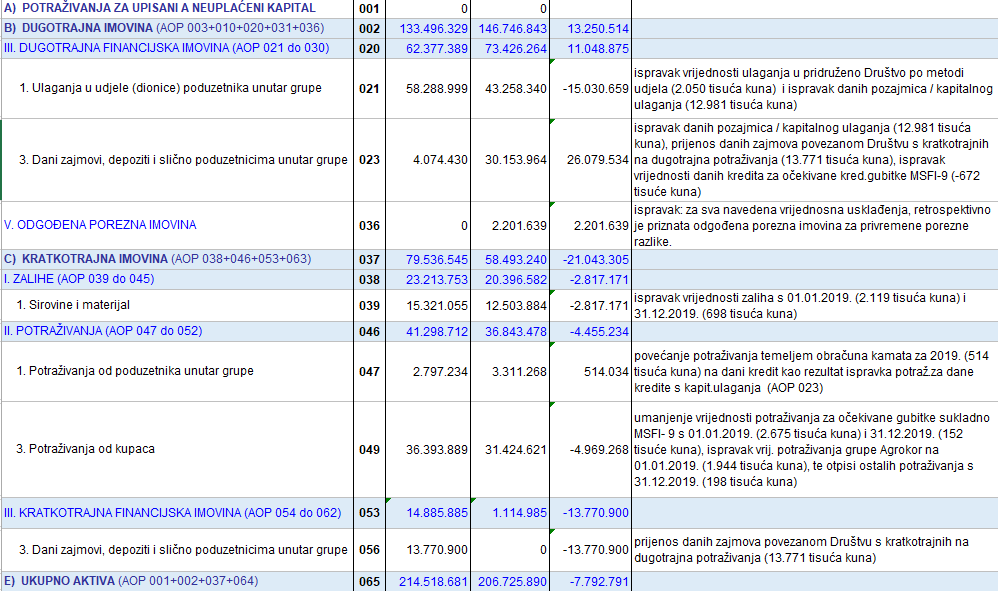 A) POTRAŽIVANJA ZA UPISANI A NEUPLAĆENI KAPITAL 001 0 0
B) DUGOTRAJNA IMOVINA (AOP 003+010+020+031+036) 002 133.496.329 146.746.843 13.250.514
III. DUGOTRAJNA FINANCIJSKA IMOVINA (AOP 021 do 030) 020 62.377.389 73.426.264 11.048.875
1. Ulaganja u udjele (dionice) poduzetnika unutar grupe 021 58.288.999 43.258.340 -15.030.659
ispravak vrijednosti ulaganja u pridruženo Društvo po metodi
udjela (2.050 tisuća kuna) i ispravak danih pozajmica / kapitalnog
ulaganja (12.981 tisuća kuna)
3. Dani zajmovi, depoziti i slično poduzetnicima unutar grupe 023 4.074.430 30.153.964 26.079.534
ispravak danih pozajmica / kapitalnog ulaganja (12.981 tisuća
kuna), prijenos danih zajmova povezanom Društvu s kratkotrajnih
na dugotrajna potraživanja (13.771 tisuća kuna), ispravak
vrijednosti danih kredita za očekivane kred.gubitke MSFI-9 (-672
tisuće kuna)
V. ODGOĐENA POREZNA IMOVINA 036 0 2.201.639 2.201.639
ispravak: za sva navedena vrijednosna usklađenja, retrospektivno
je priznata odgođena porezna imovina za privremene porezne
razlike.
C) KRATKOTRAJNA IMOVINA (AOP 038+046+053+063) 037 79.536.545 58.493.240 -21.043.305
I. ZALIHE (AOP 039 do 045) 038 23.213.753 20.396.582 -2.817.171
1. Sirovine i materijal 039 15.321.055 12.503.884 -2.817.171
ispravak vrijednosti zaliha s 01.01.2019. (2.119 tisuća kuna) i
31.12.2019. (698 tisuća kuna)
II. POTRAŽIVANJA (AOP 047 do 052) 046 41.298.712 36.843.478 -4.455.234
1. Potraživanja od poduzetnika unutar grupe 047 2.797.234 3.311.268 514.034
povećanje potraživanja temeljem obračuna kamata za 2019. (514
tisuća kuna) na dani kredit kao rezultat ispravka potraž.za dane
kredite s kapit.ulaganja (AOP 023)
3. Potraživanja od kupaca 049 36.393.889 31.424.621 -4.969.268
umanjenje vrijednosti potraživanja za očekivane gubitke sukladno
MSFI- 9 s 01.01.2019. (2.675 tisuća kuna) i 31.12.2019. (152
tisuće kuna), ispravak vrij. potraživanja grupe Agrokor na
01.01.2019. (1.944 tisuća kuna), te otpisi ostalih potraživanja s
31.12.2019. (198 tisuća kuna)
III. KRATKOTRAJNA FINANCIJSKA IMOVINA (AOP 054 do 062) 053 14.885.885 1.114.985 -13.770.900
3. Dani zajmovi, depoziti i slično poduzetnicima unutar grupe 056 13.770.900 0 -13.770.900
prijenos danih zajmova povezanom Društvu s kratkotrajnih na
dugotrajna potraživanja (13.771 tisuća kuna)
E) UKUPNO AKTIVA (AOP 001+002+037+064) 065 214.518.681 206.725.890 -7.792.791